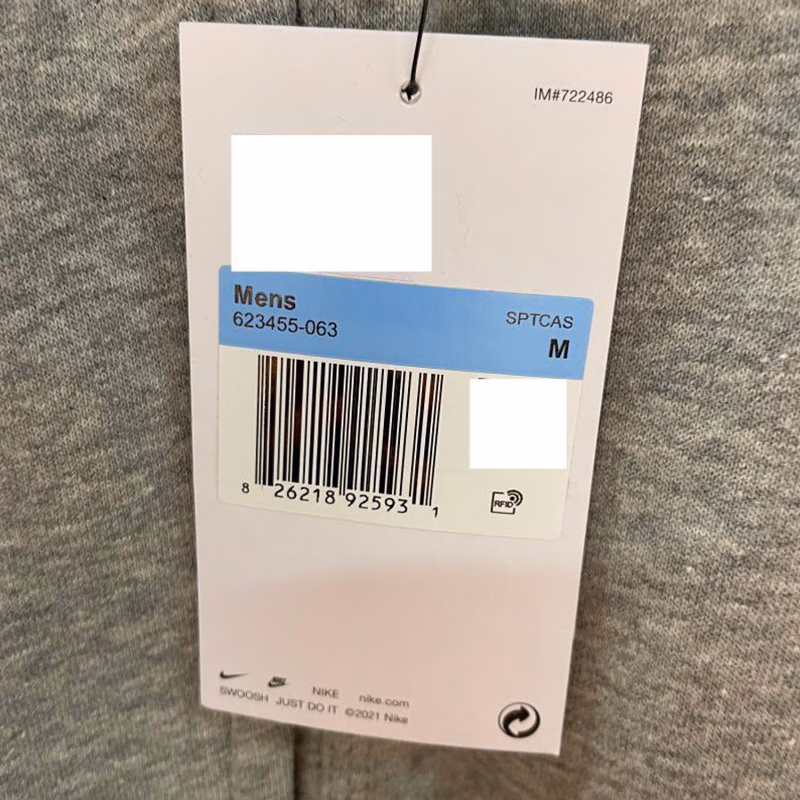 IM#722486
Mens
623455-063
SPTCAS
M
8 26218 92593 1
RFID
NIKE nike.com
SWOOSH JUST DO IT ©2021 Nike